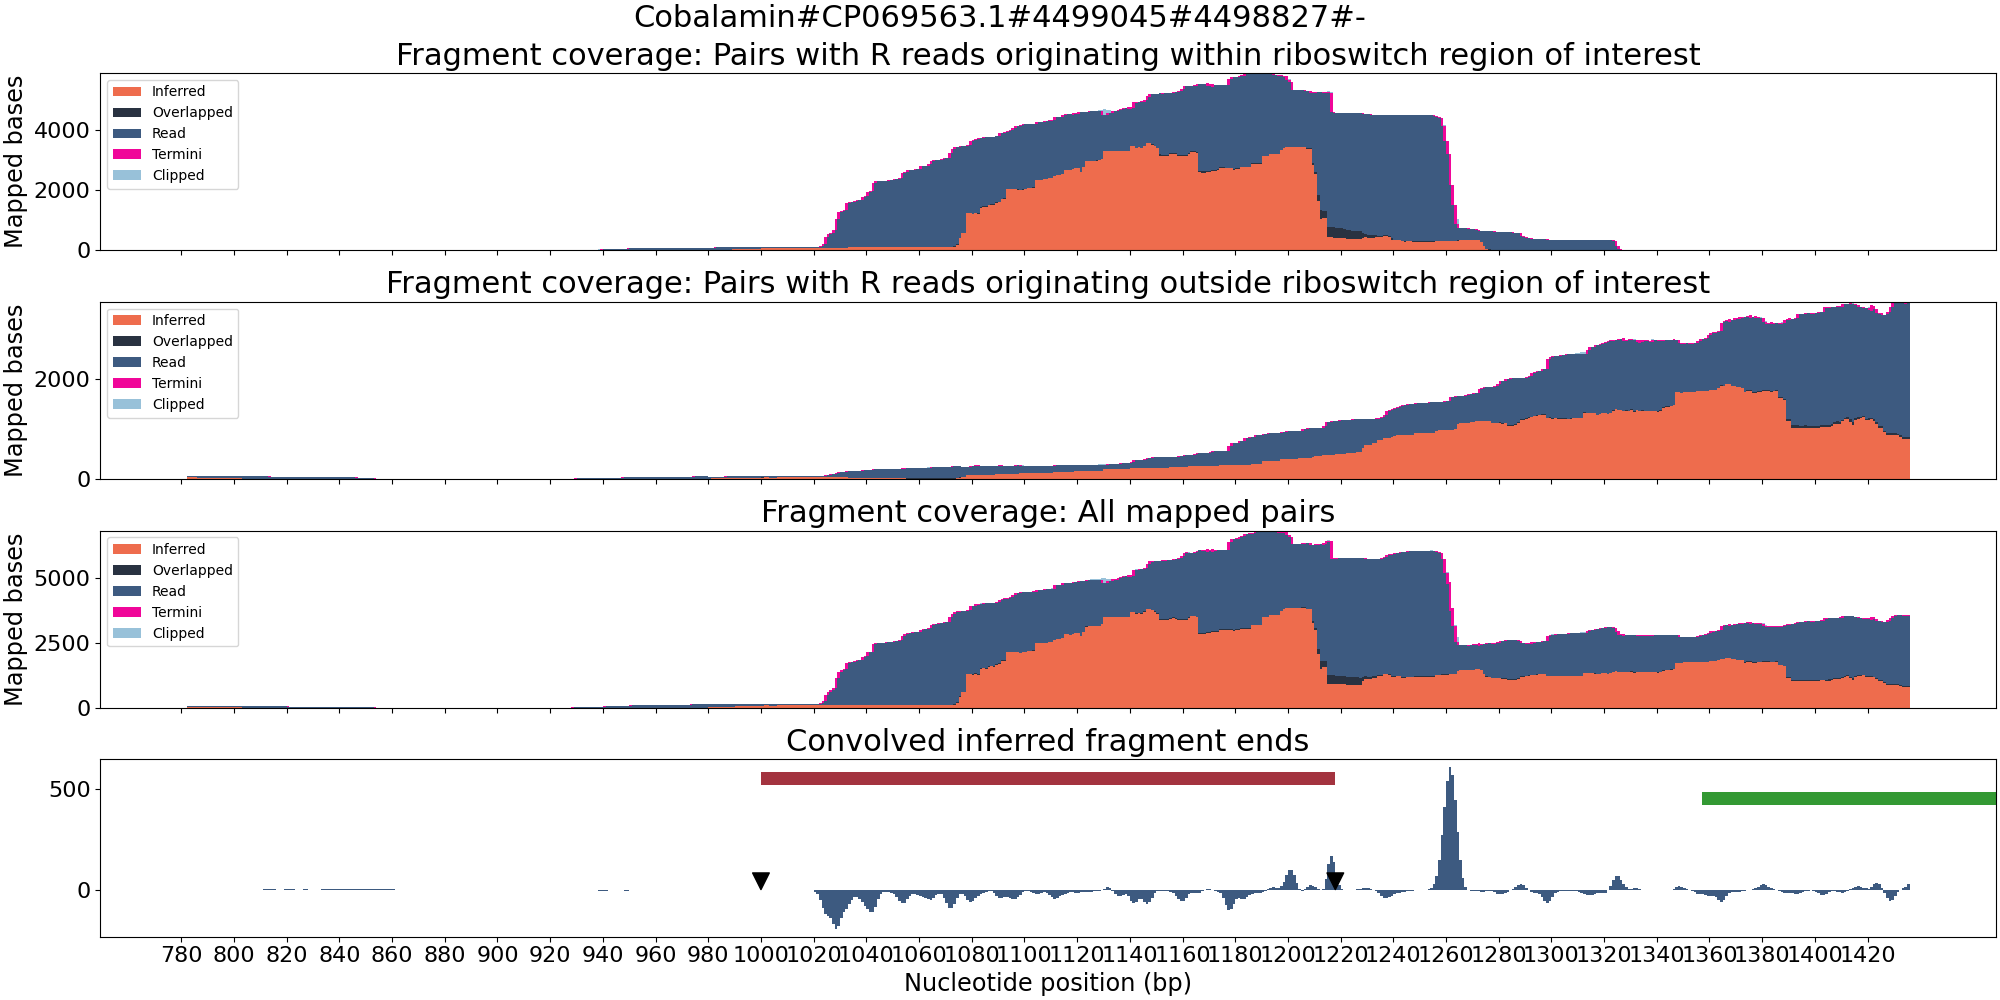 Cobalamin#CP069563.1#4499045#4498827#-
Fragment coverage: Pairs with R reads originating within riboswitch region of interest
Mapped bases
4000
2000
0
Inferred
Overlapped
Read
Termini
Clipped
Fragment coverage: Pairs with R reads originating outside riboswitch region of interest
Mapped bases
2000
0
Inferred
Overlapped
Read
Termini
Clipped
Fragment coverage: All mapped pairs
Mapped bases
5000
2500
0
Inferred
Overlapped
Read
Termini
Clipped
Convolved inferred fragment ends
500
0
780 800 820 840 860 880 900 920 940 960 980 1000 1020 1040 1060 1080 1100 1120 1140 1160 1180 1200 1220 1240 1260 1280 1300 1320 1340 1360 1380 1400 1420
Nucleotide position (bp)